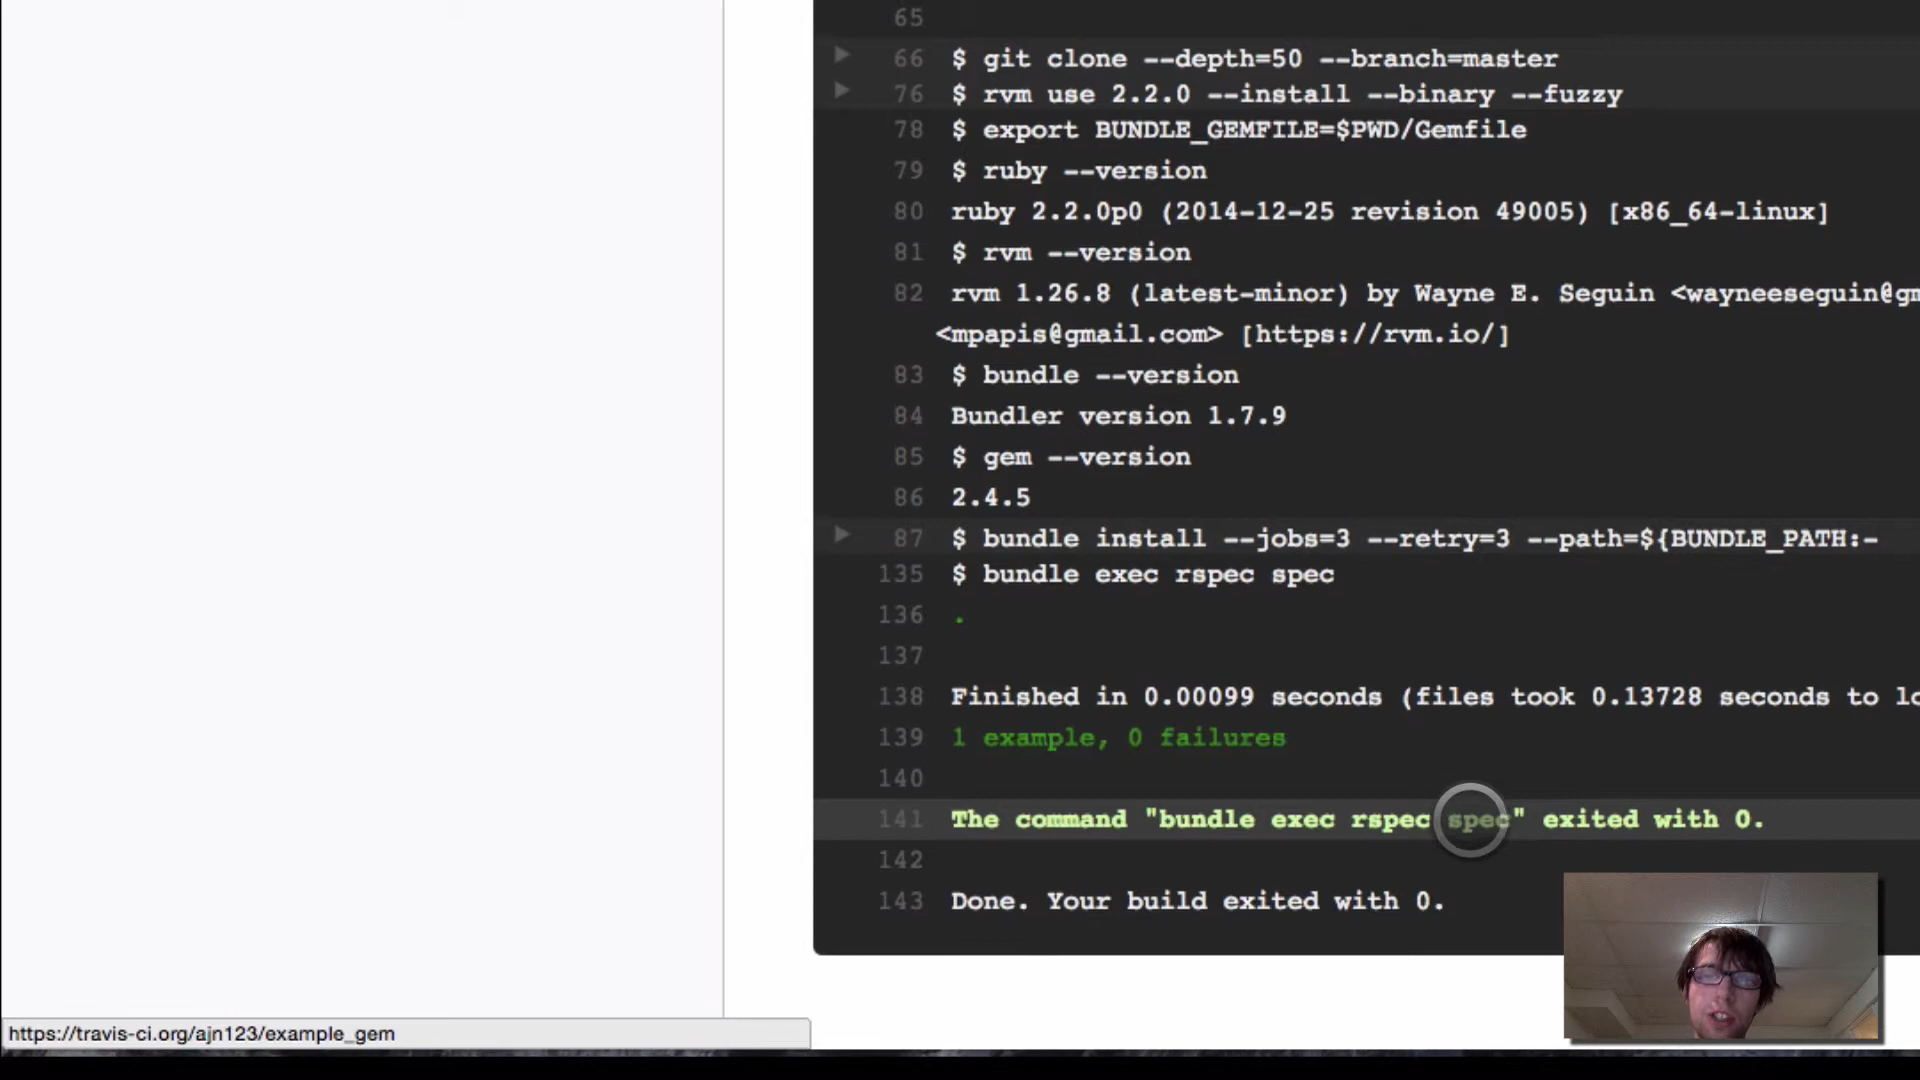 65
66 $ git clone --depth=50 --branch=master
76 $ rvm use 2.2.0 --install --binary --fuzzy
78 $ export BUNDLE_GEMFILE=$PWD/Gemfile
79 $ ruby --version
80 ruby 2.2.0p0 (2014-12-25 revision 49005) [x86_64-linux]
81 $ rvm --version
82 rvm 1.26.8 (latest-minor) by Wayne E. Seguin <wayneeseguin@gm
<mpapis@gmail.com> [https://rvm.io/]
83 $ bundle --version
84 Bundler version 1.7.9
85 $ gem --version
86 2.4.5
87 $ bundle install --jobs=3 --retry=3 --path=${BUNDLE_PATH:-
135 $ bundle exec rspec spec
136 .
137
138 Finished in 0.00099 seconds (files took 0.13728 seconds to lo
139 1 example, 0 failures
140
141 The command "bundle exec rspec spec" exited with 0.
142
143 Done. Your build exited with 0.
https://travis-ci.org/ajn123/example_gem